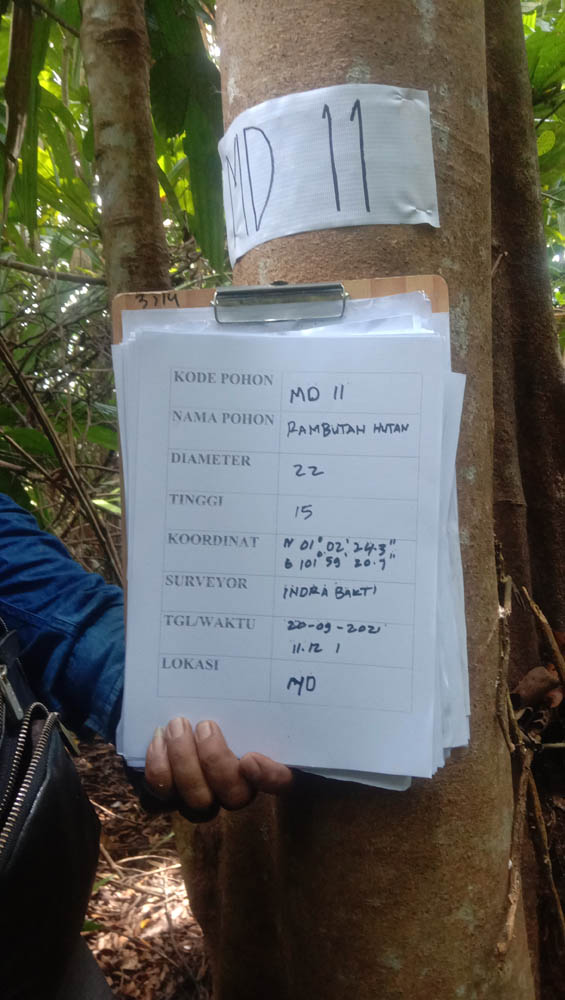 MD 11
3314
KODE POHON MD 11
NAMA POHON RAMBUTAN HUTAN
DIAMETER 22
TINGGI 15
KOORDINAT N 01° 02' 24.3"
E 101° 59' 20.7"
SURVEYOR INDRA BAKTI
TGL/WAKTU 20-09-2021
11.12
LOKASI MD